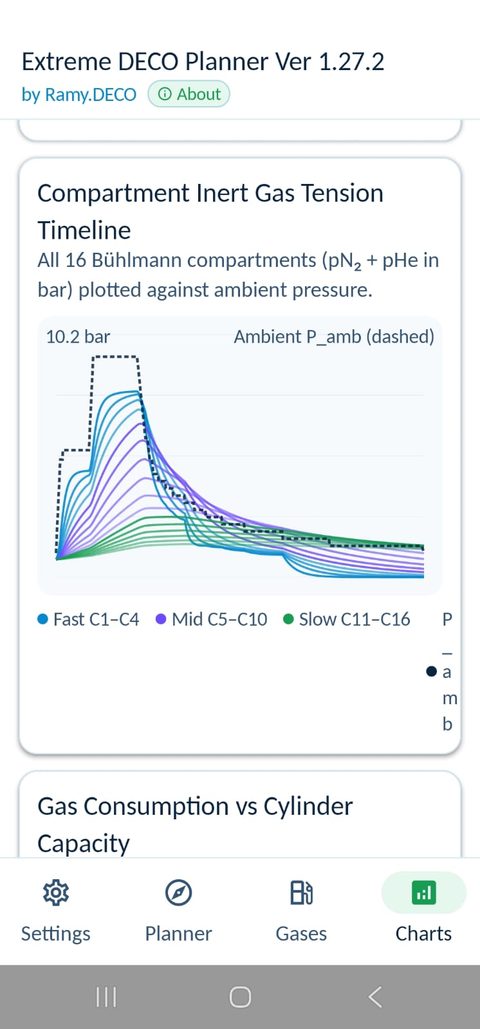 Extreme DECO Planner Ver 1.27.2
by Ramy.DECO
About
Compartment Inert Gas Tension
Timeline
All 16 Bühlmann compartments (pN₂ + pHe in
bar) plotted against ambient pressure.
10.2 bar
Ambient P_amb (dashed)
Fast C1–C4
Mid C5–C10
Slow C11–C16
P
_
a
m
b
Gas Consumption vs Cylinder
Capacity
Settings
Planner
Gases
Charts